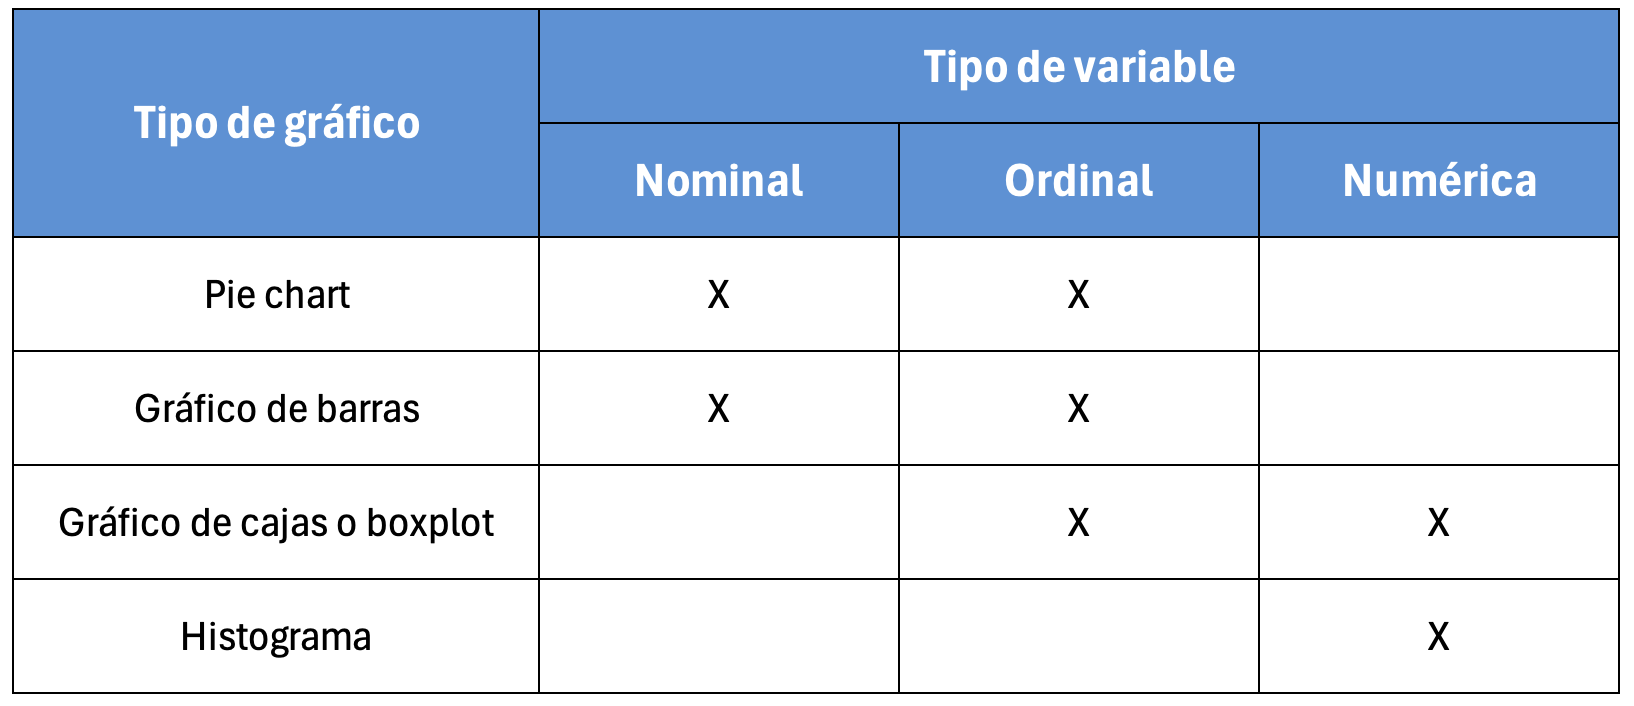 Tipo de gráfico
Tipo de variable
Nominal
Ordinal
Numérica
Pie chart X X
Gráfico de barras X X
Gráfico de cajas o boxplot X X
Histograma X